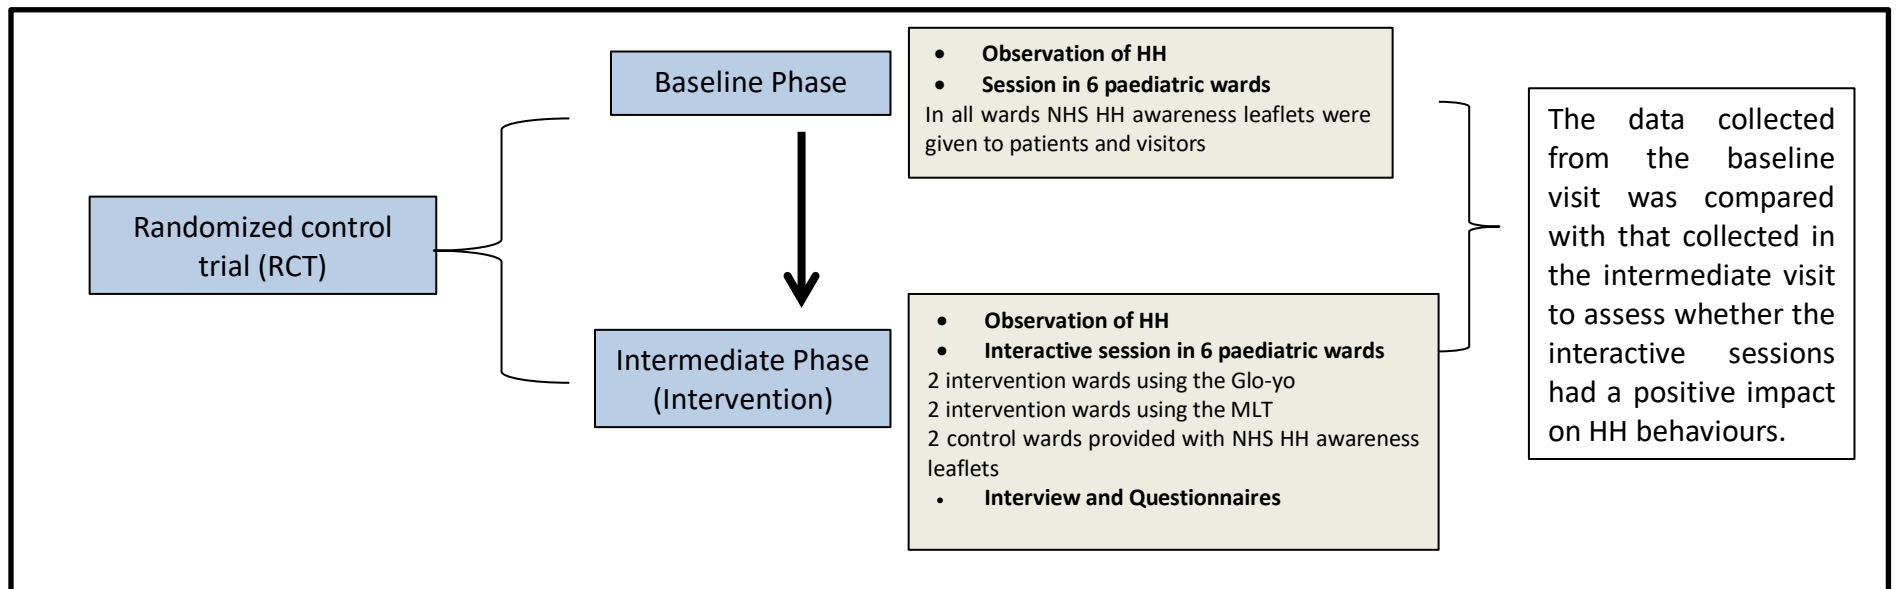 Randomized control
trial (RCT)
Baseline Phase
• Observation of HH
• Session in 6 paediatric wards
In all wards NHS HH awareness leaflets were
given to patients and visitors
Intermediate Phase
(Intervention)
• Observation of HH
• Interactive session in 6 paediatric wards
2 intervention wards using the Glo-yo
2 intervention wards using the MLT
2 control wards provided with NHS HH awareness
leaflets
• Interview and Questionnaires
The data collected
from the baseline
visit was compared
with that collected in
the intermediate visit
to assess whether the
interactive sessions
had a positive impact
on HH behaviours.